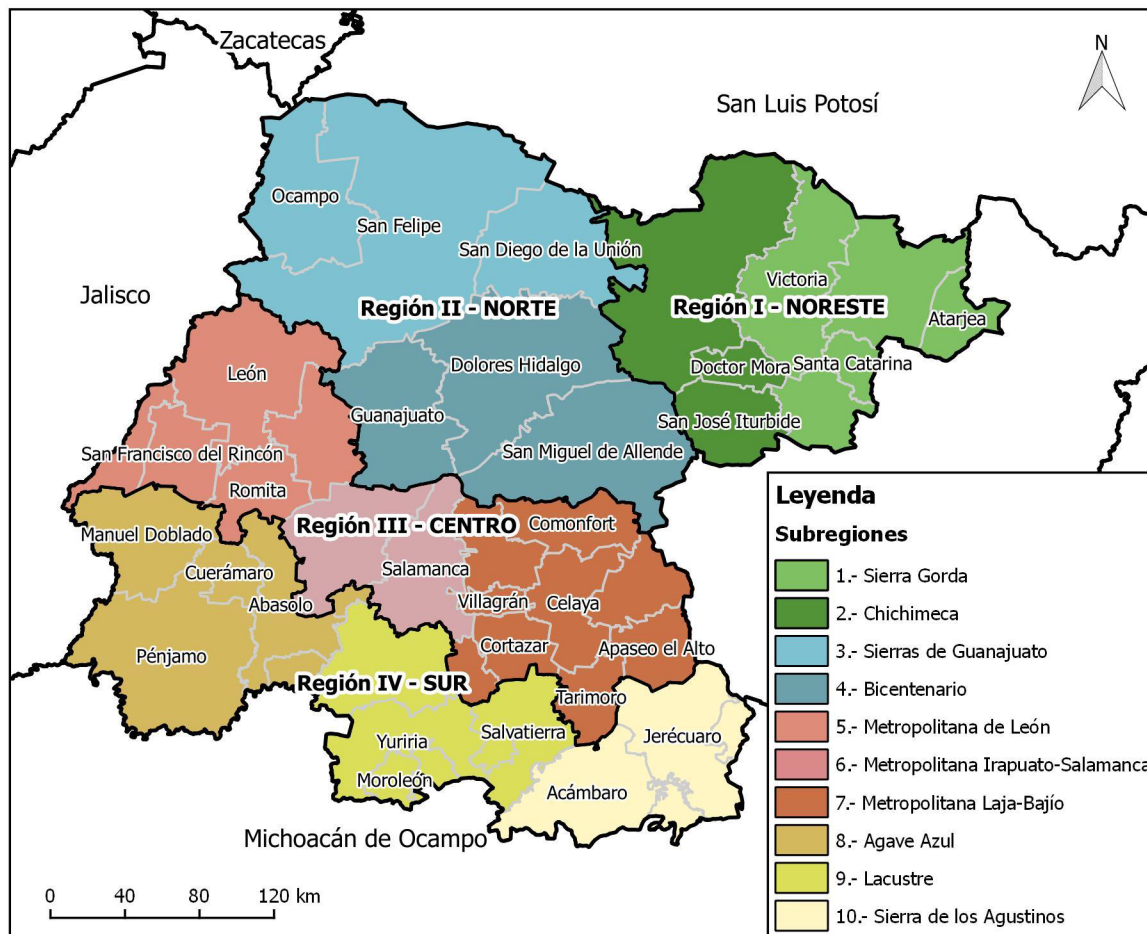 Zacatecas
N
San Luis Potosí
Ocampo
San Felipe
San Diego de la Unión
Victoria
Jalisco
Región II - NORTE
Región I - NORESTE
Atarjea
Dolores Hidalgo
Doctor Mora
Santa Catarina
León
Guanajuato
San José Iturbide
San Francisco del Rincón
San Miguel de Allende
Romita
Región III - CENTRO
Comonfort
Manuel Doblado
Salamanca
Cuerámaro
Abasolo
Villagrán
Celaya
Pénjamo
Cortazar
Apaseo el Alto
Región IV - SUR
Tarimoro
Yuriria
Salvatierra
Jerécuaro
Moroleón
Acámbaro
Michoacán de Ocampo
0 40 80 120 km
Leyenda
Subregiones
1.- Sierra Gorda
2.- Chichimeca
3.- Sierras de Guanajuato
4.- Bicentenario
5.- Metropolitana de León
6.- Metropolitana Irapuato-Salamanca
7.- Metropolitana Laja-Bajío
8.- Agave Azul
9.- Lacustre
10.- Sierra de los Agustinos